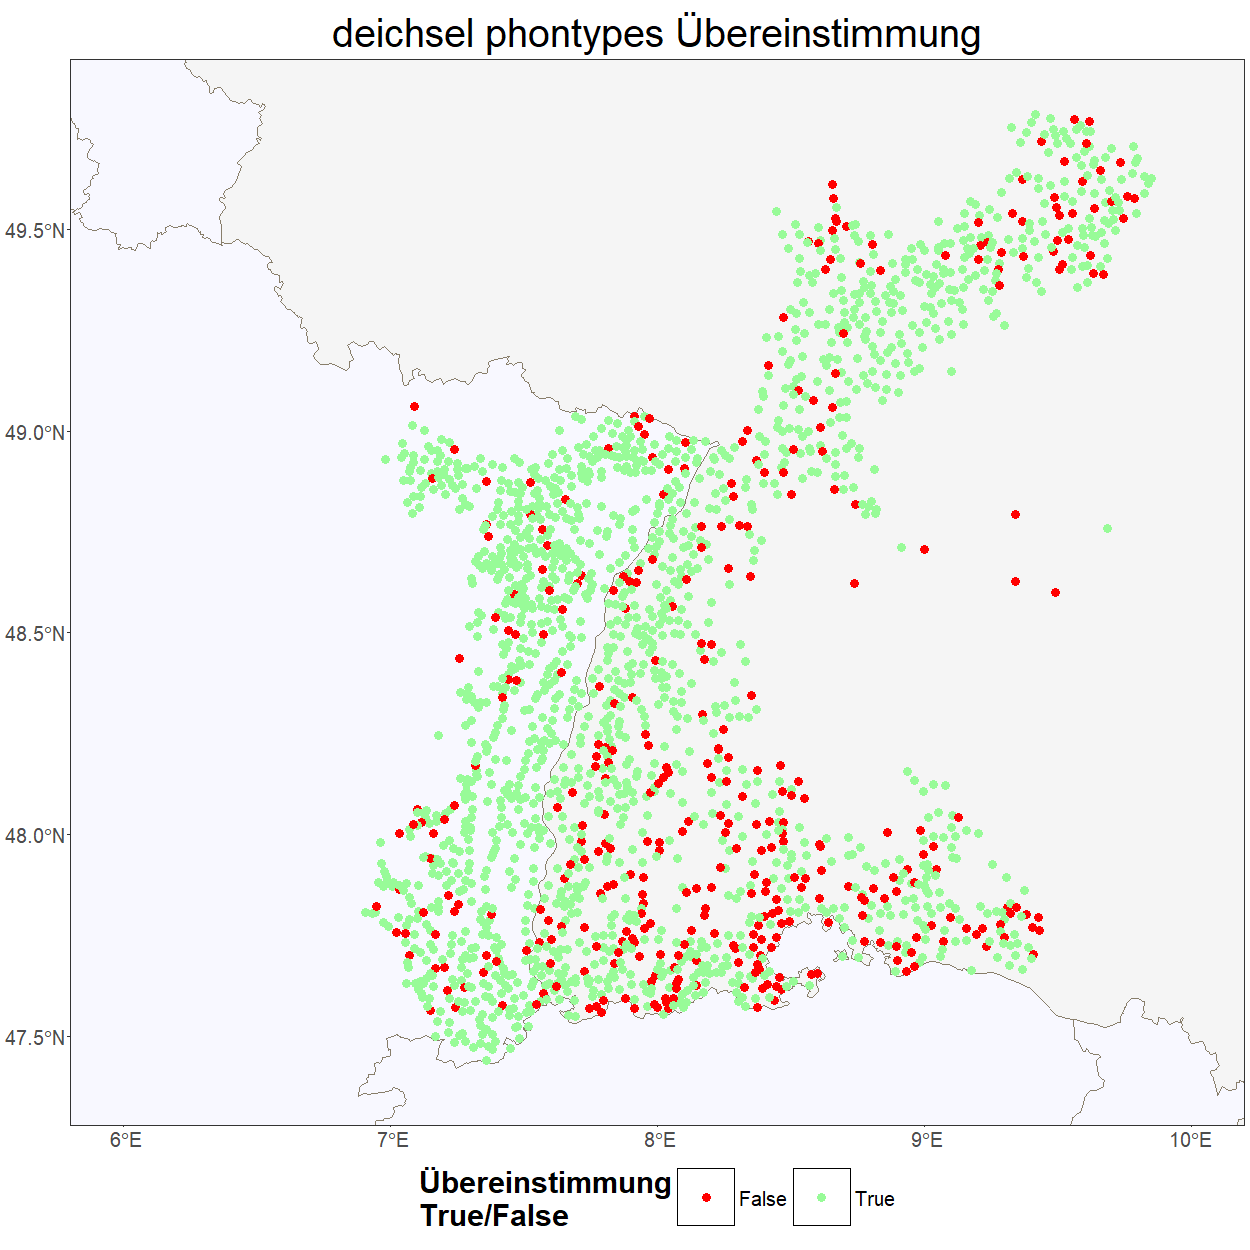 deichsel phontypes Übereinstimmung
49.5°N
49.0°N
48.5°N
48.0°N
47.5°N
6°E
7°E
8°E
9°E
10°E
Übereinstimmung
True/False
False
True